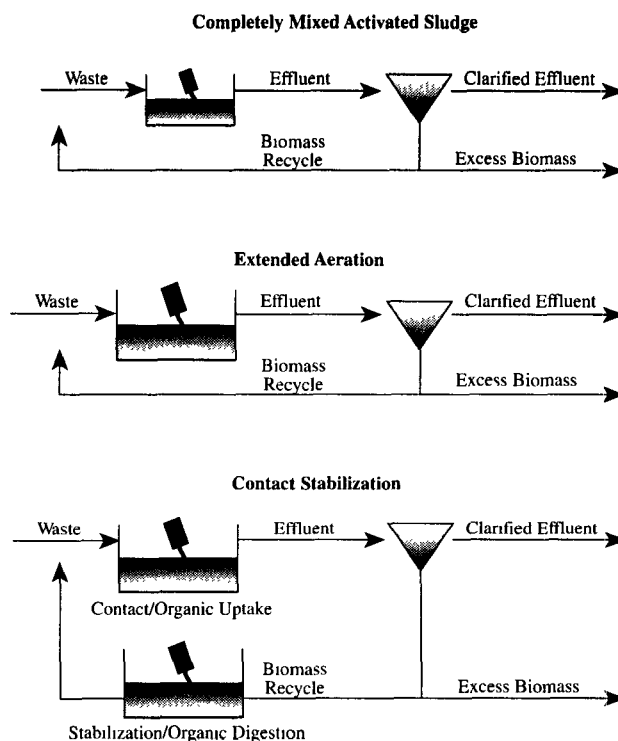 Completely Mixed Activated Sludge
Waste
Effluent
Clarified Effluent
Biomass
Recycle
Excess Biomass
Extended Aeration
Waste
Effluent
Clarified Effluent
Biomass
Recycle
Excess Biomass
Contact Stabilization
Waste
Effluent
Clarified Effluent
Contact/Organic Uptake
Biomass
Recycle
Excess Biomass
Stabilization/Organic Digestion